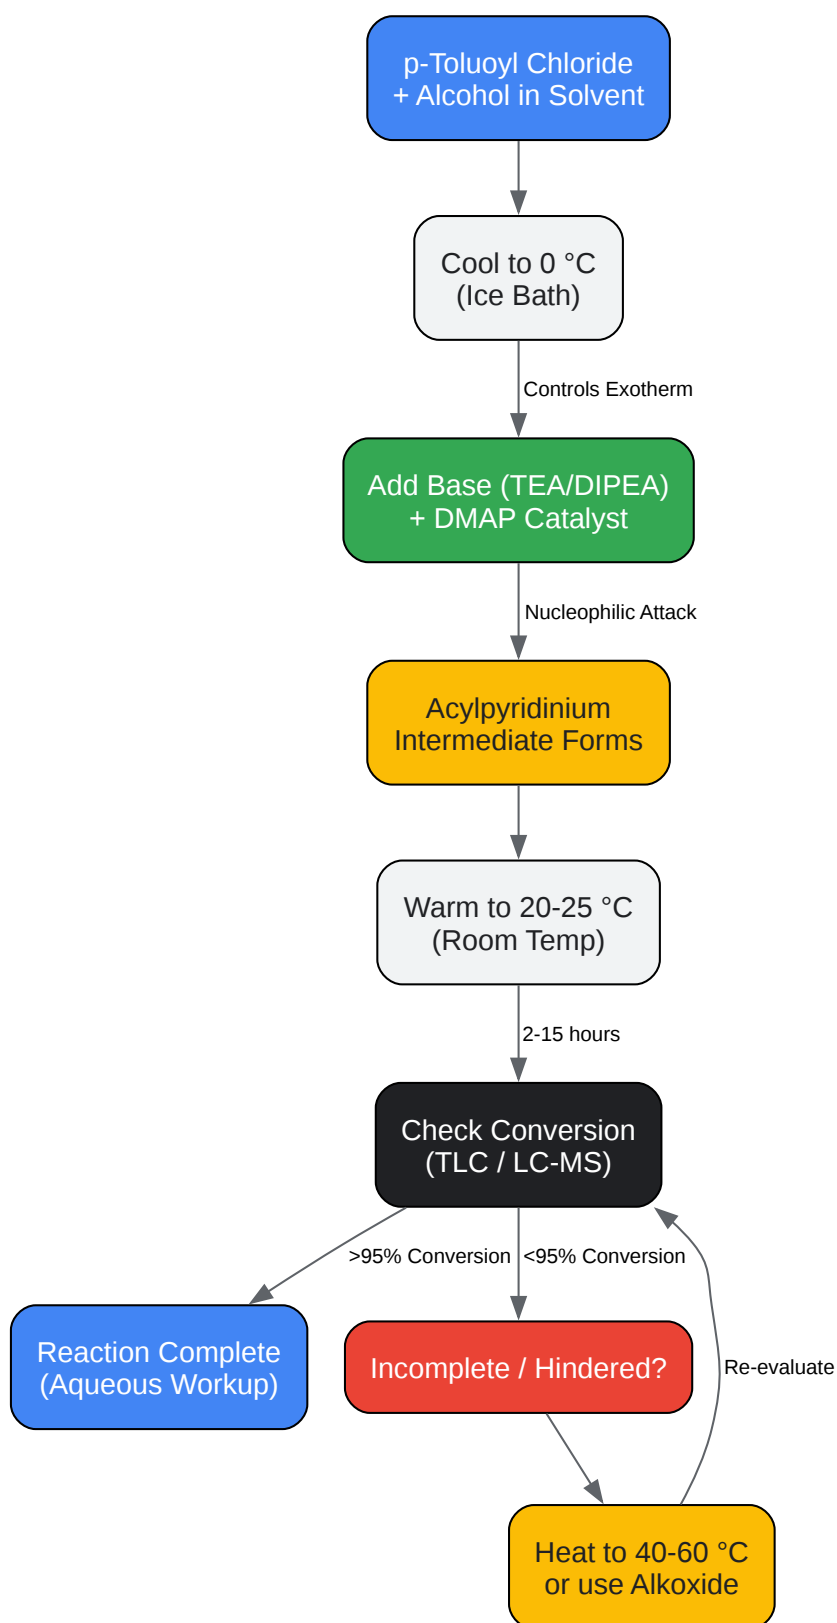 p-Toluoyl Chloride
+ Alcohol in Solvent
Cool to 0 °C
(Ice Bath)
Controls Exotherm
Add Base (TEA/DIPEA)
+ DMAP Catalyst
Nucleophilic Attack
Acylpyridinium
Intermediate Forms
Warm to 20-25 °C
(Room Temp)
2-15 hours
Check Conversion
(TLC / LC-MS)
>95% Conversion
<95% Conversion
Reaction Complete
(Aqueous Workup)
Incomplete / Hindered?
Re-evaluate
Heat to 40-60 °C
or use Alkoxide